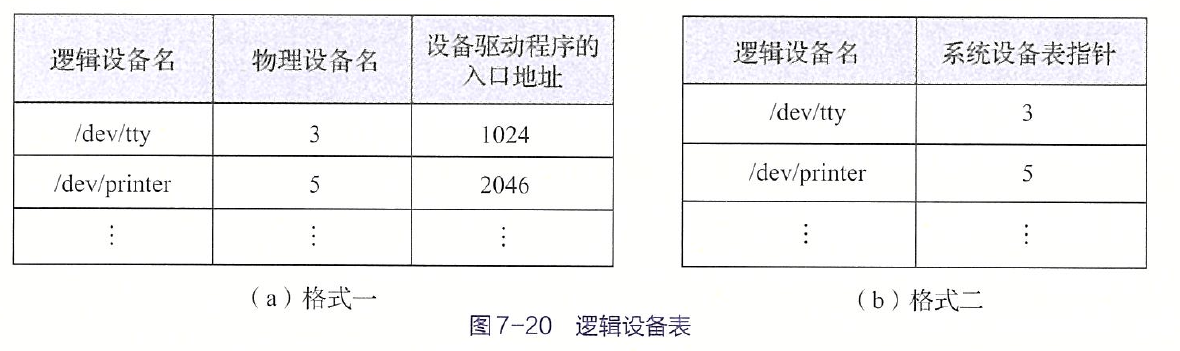 逻辑设备名 物理设备名 设备驱动程序的
入口地址
/dev/tty 3 1024
/dev/printer 5 2046
⋮ ⋮ ⋮
（a）格式一
逻辑设备名 系统设备表指针
/dev/tty 3
/dev/printer 5
⋮ ⋮
（b）格式二
图7-20 逻辑设备表